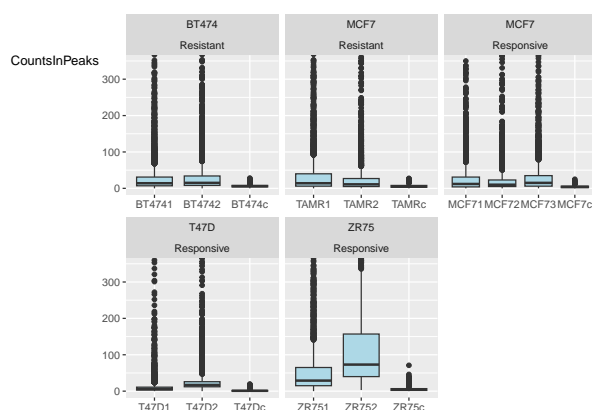 BT474 MCF7 MCF7
Resistant Resistant Responsive
CountsInPeaks
300
200
100
0
BT4741 BT4742 BT474c TAMR1 TAMR2 TAMRc MCF71 MCF72 MCF73 MCF7c
T47D ZR75
Responsive Responsive
300
200
100
0
T47D1 T47D2 T47Dc ZR751 ZR752 ZR75c